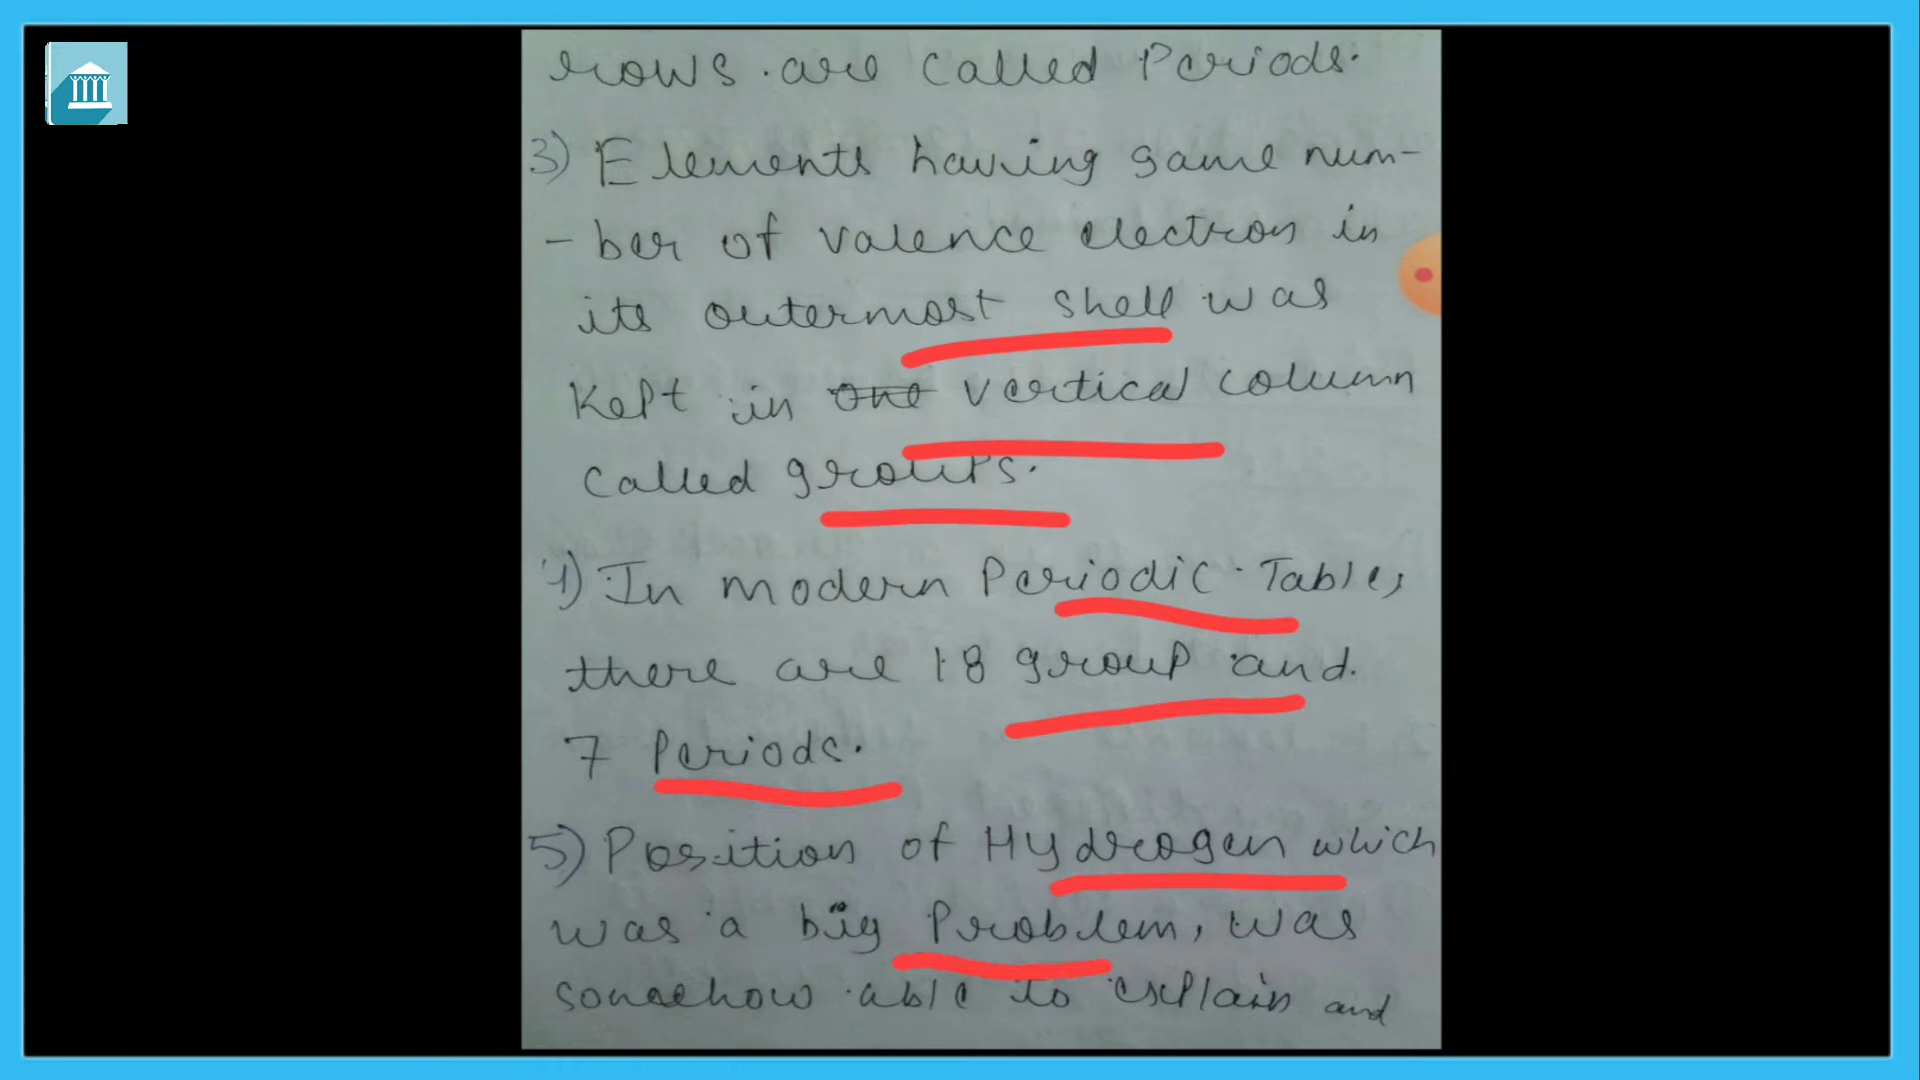 rows are called Periods.
3) Elements having same num-
- ber of valence electron in
its outermost shell was
Kept in one vertical column
called groups.
4) In modern Periodic Table,
there are 18 group and
7 Periods.
5) Position of Hydrogen which
was a big Problem, was
somehow able to explain and